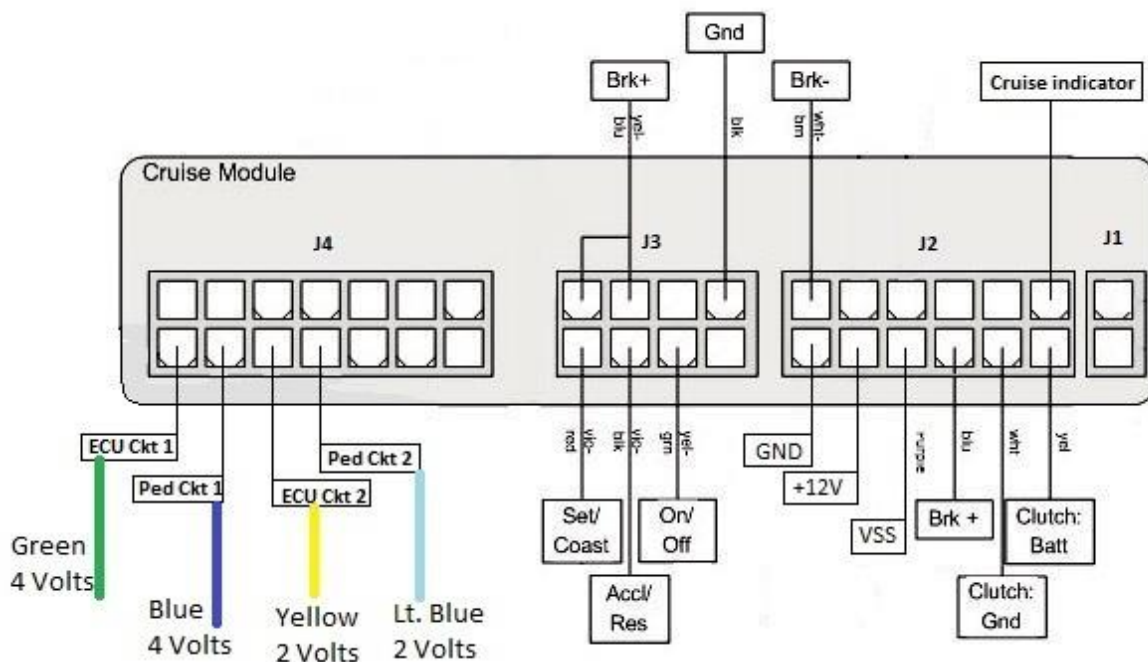 Gnd
Brk+
Brk-
Cruise indicator
yel-
blu
blk
wht-
brn
Cruise Module
J4
J3
J2
J1
ECU Ckt 1
Ped Ckt 1
ECU Ckt 2
Ped Ckt 2
vio-
red
vio-
blk
yel-
grn
GND
+12V
VSS
purple
blu
wht
yel
Set/
Coast
On/
Off
Accl/
Res
Brk +
Clutch:
Batt
Clutch:
Gnd
Green
4 Volts
Blue
4 Volts
Yellow
2 Volts
Lt. Blue
2 Volts